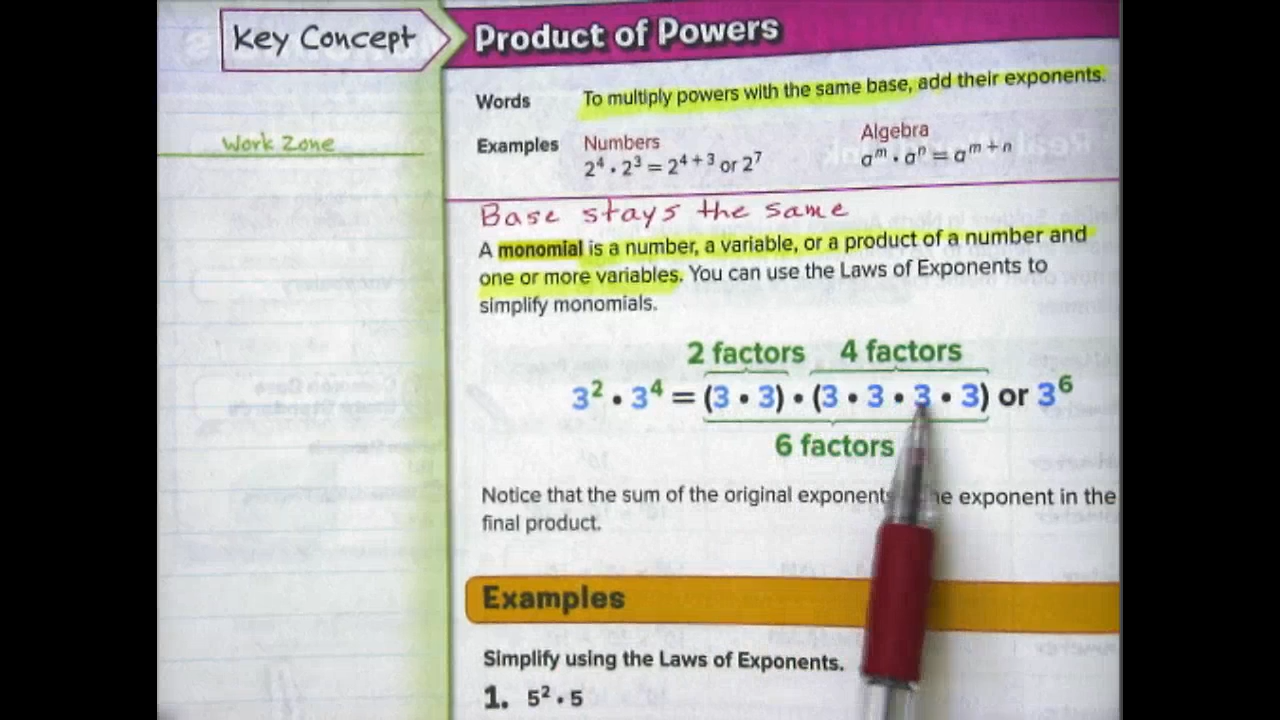 Key Concept
Product of Powers
Words To multiply powers with the same base, add their exponents.
Work Zone
Examples Numbers Algebra
2⁴ · 2³ = 2⁴ ⁺ ³ or 2⁷ aᵐ · aⁿ = aᵐ ⁺ ⁿ
Base stays the same
A monomial is a number, a variable, or a product of a number and
one or more variables. You can use the Laws of Exponents to
simplify monomials.
2 factors 4 factors
3² · 3⁴ = (3 · 3) · (3 · 3 · 3 · 3) or 3⁶
6 factors
Notice that the sum of the original exponents he exponent in the
final product.
Examples
Simplify using the Laws of Exponents.
1. 5² · 5